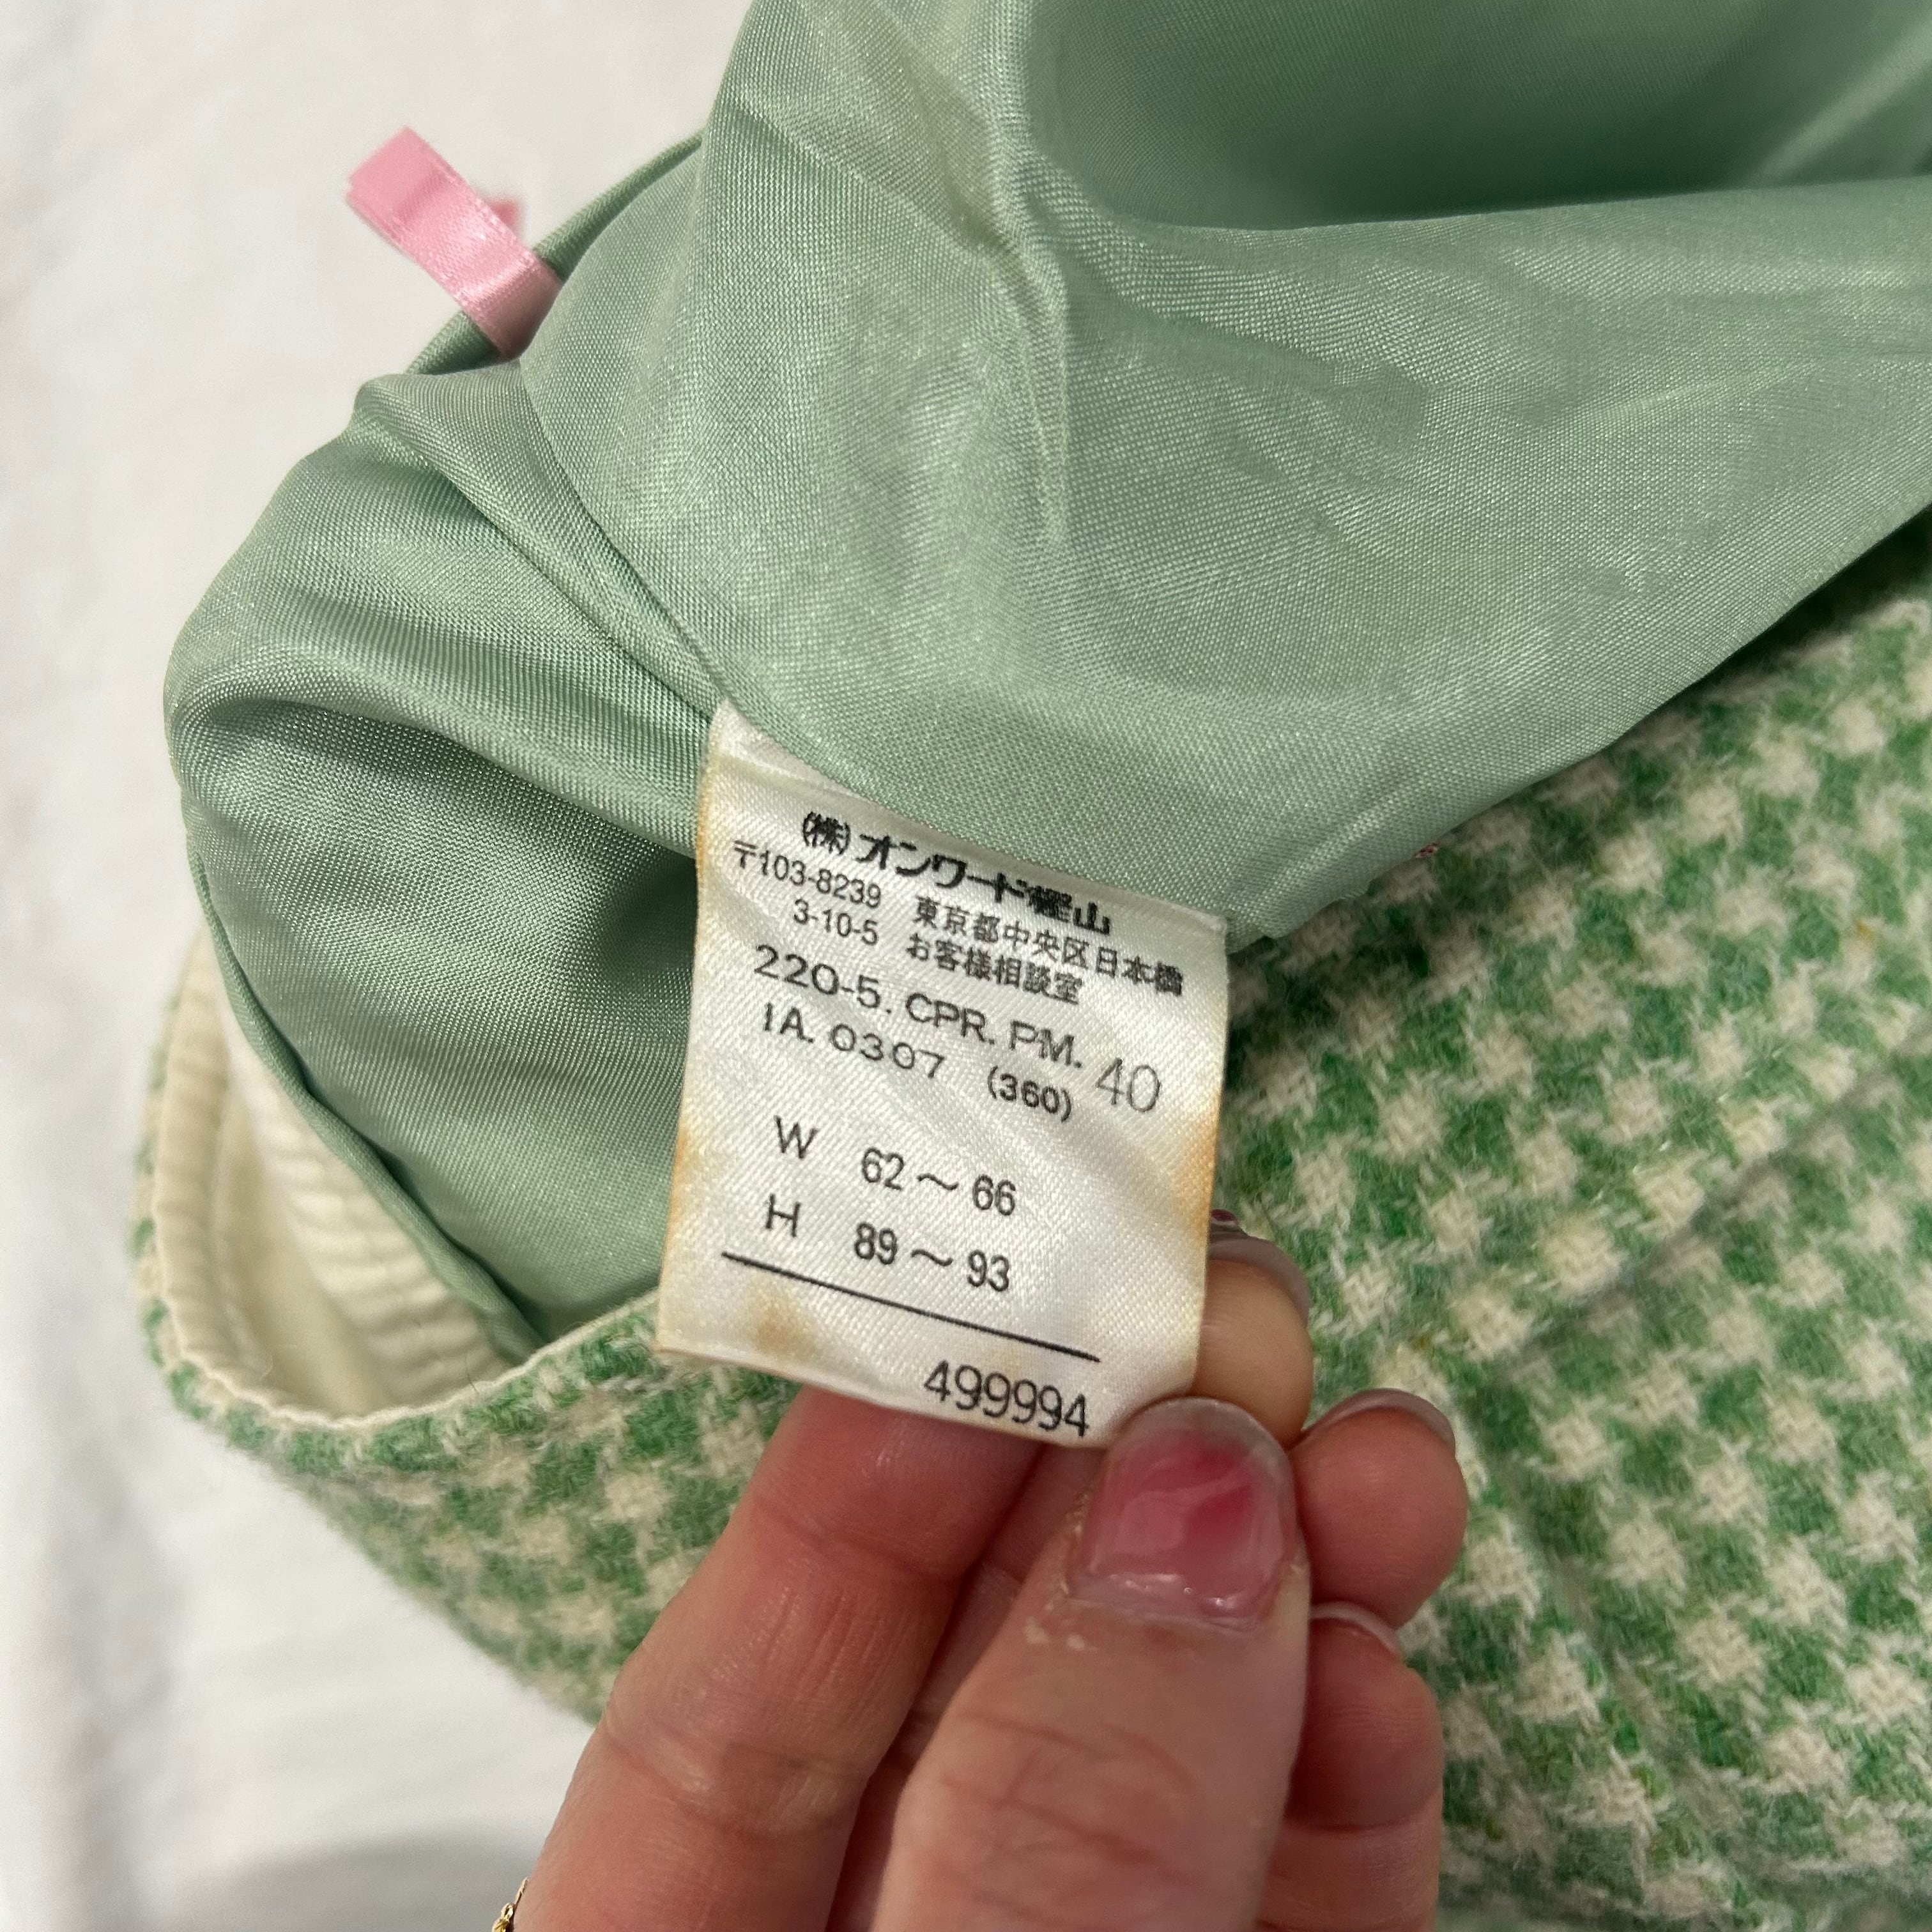 (株)オンワード樫山
〒103-8239 東京都中央区日本橋
3-10-5 お客様相談室
220-5. CPR. PM. 40
IA. 0307 (360)
W 62～66
H 89～93
499994